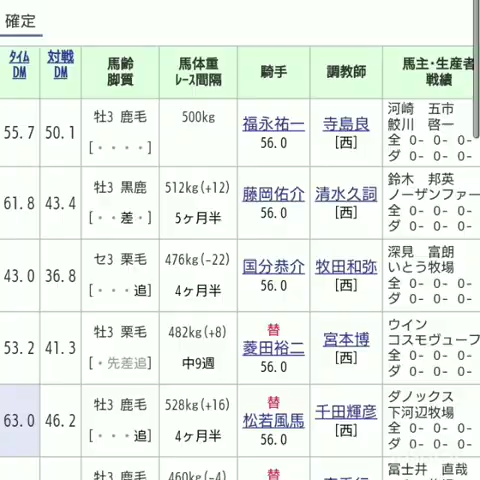 確定
ﾀｲﾑ
DM
対戦
DM
馬齢
脚質
馬体重
ﾚｰｽ間隔
騎手
調教師
馬主・生産者
戦績
55.7
50.1
牡3 鹿毛
[・・・・]
500kg
福永祐一
56.0
寺島良
[西]
河崎 五市
鮫川 啓一
全 0- 0- 0-
ダ 0- 0- 0-
61.8
43.4
牡3 黒鹿
[・・差・]
512kg(+12)
5ヶ月半
藤岡佑介
56.0
清水久詞
[西]
鈴木 邦英
ノーザンファー
全 0- 0- 0-
ダ 0- 0- 0-
43.0
36.8
セ3 栗毛
[・・・追]
476kg(-22)
4ヶ月半
国分恭介
56.0
牧田和弥
[西]
深見 富朗
いとう牧場
全 0- 0- 0-
ダ 0- 0- 0-
53.2
41.3
牡3 栗毛
[・先差追]
482kg(+8)
中9週
替
菱田裕二
56.0
宮本博
[西]
ウイン
コスモヴューフ
全 0- 0- 0-
ダ 0- 0- 0-
63.0
46.2
牡3 鹿毛
[・・・追]
528kg(+16)
4ヶ月半
替
松若風馬
56.0
千田輝彦
[西]
ダノックス
下河辺牧場
全 0- 0- 0-
ダ 0- 0- 0-
牡3 鹿毛
460kg(-4)
替
冨士井 直哉